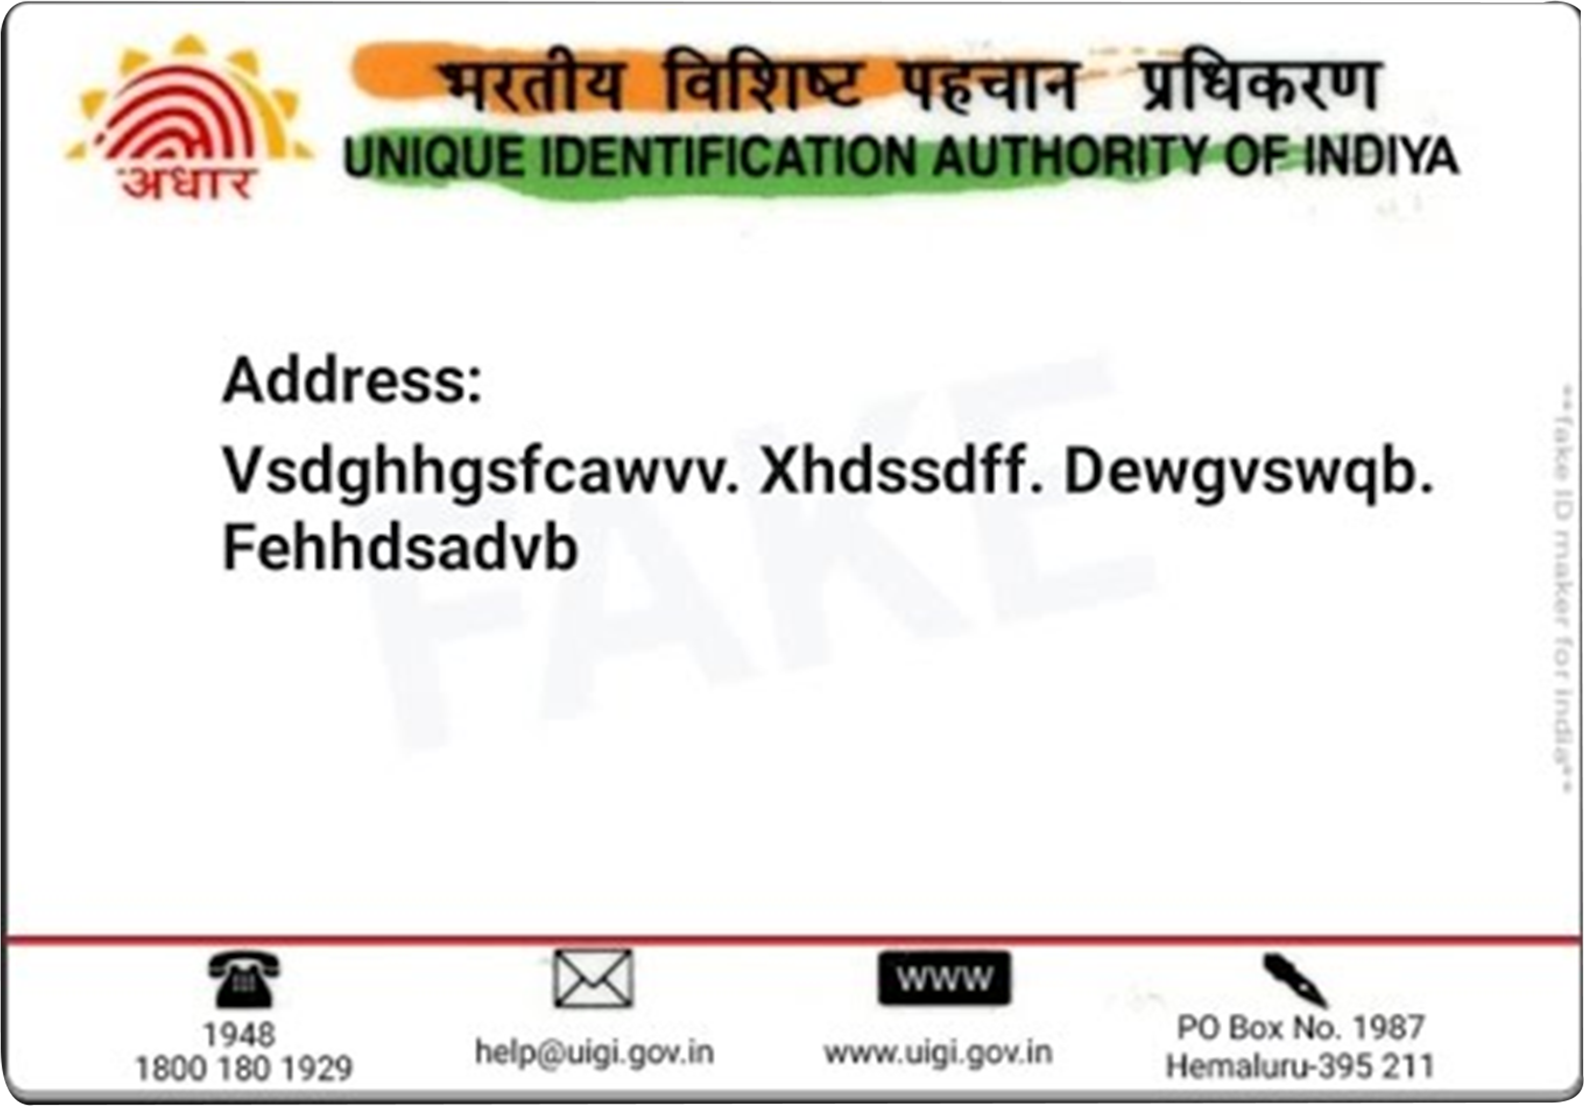 भरतीय विशिष्ट पहचान प्रधिकरण
UNIQUE IDENTIFICATION AUTHORITY OF INDIYA
अधार
Address:
Vsdghhgsfcawvv. Xhdssdff. Dewgvswqb.
Fehhdsadvb
FAKE
**fake ID maker for india**
1948
1800 180 1929
help@uigi.gov.in
WWW
www.uigi.gov.in
PO Box No. 1987
Hemaluru-395 211